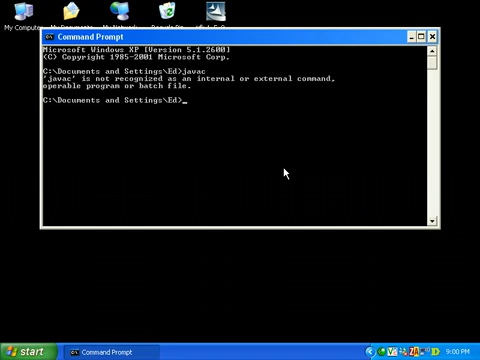 My Computer
Recycle Bin
Command Prompt
Microsoft Windows XP [Version 5.1.2600]
(C) Copyright 1985-2001 Microsoft Corp.
C:\Documents and Settings\Ed>javac
'javac' is not recognized as an internal or external command,
operable program or batch file.
C:\Documents and Settings\Ed>_
start
Command Prompt
9:00 PM